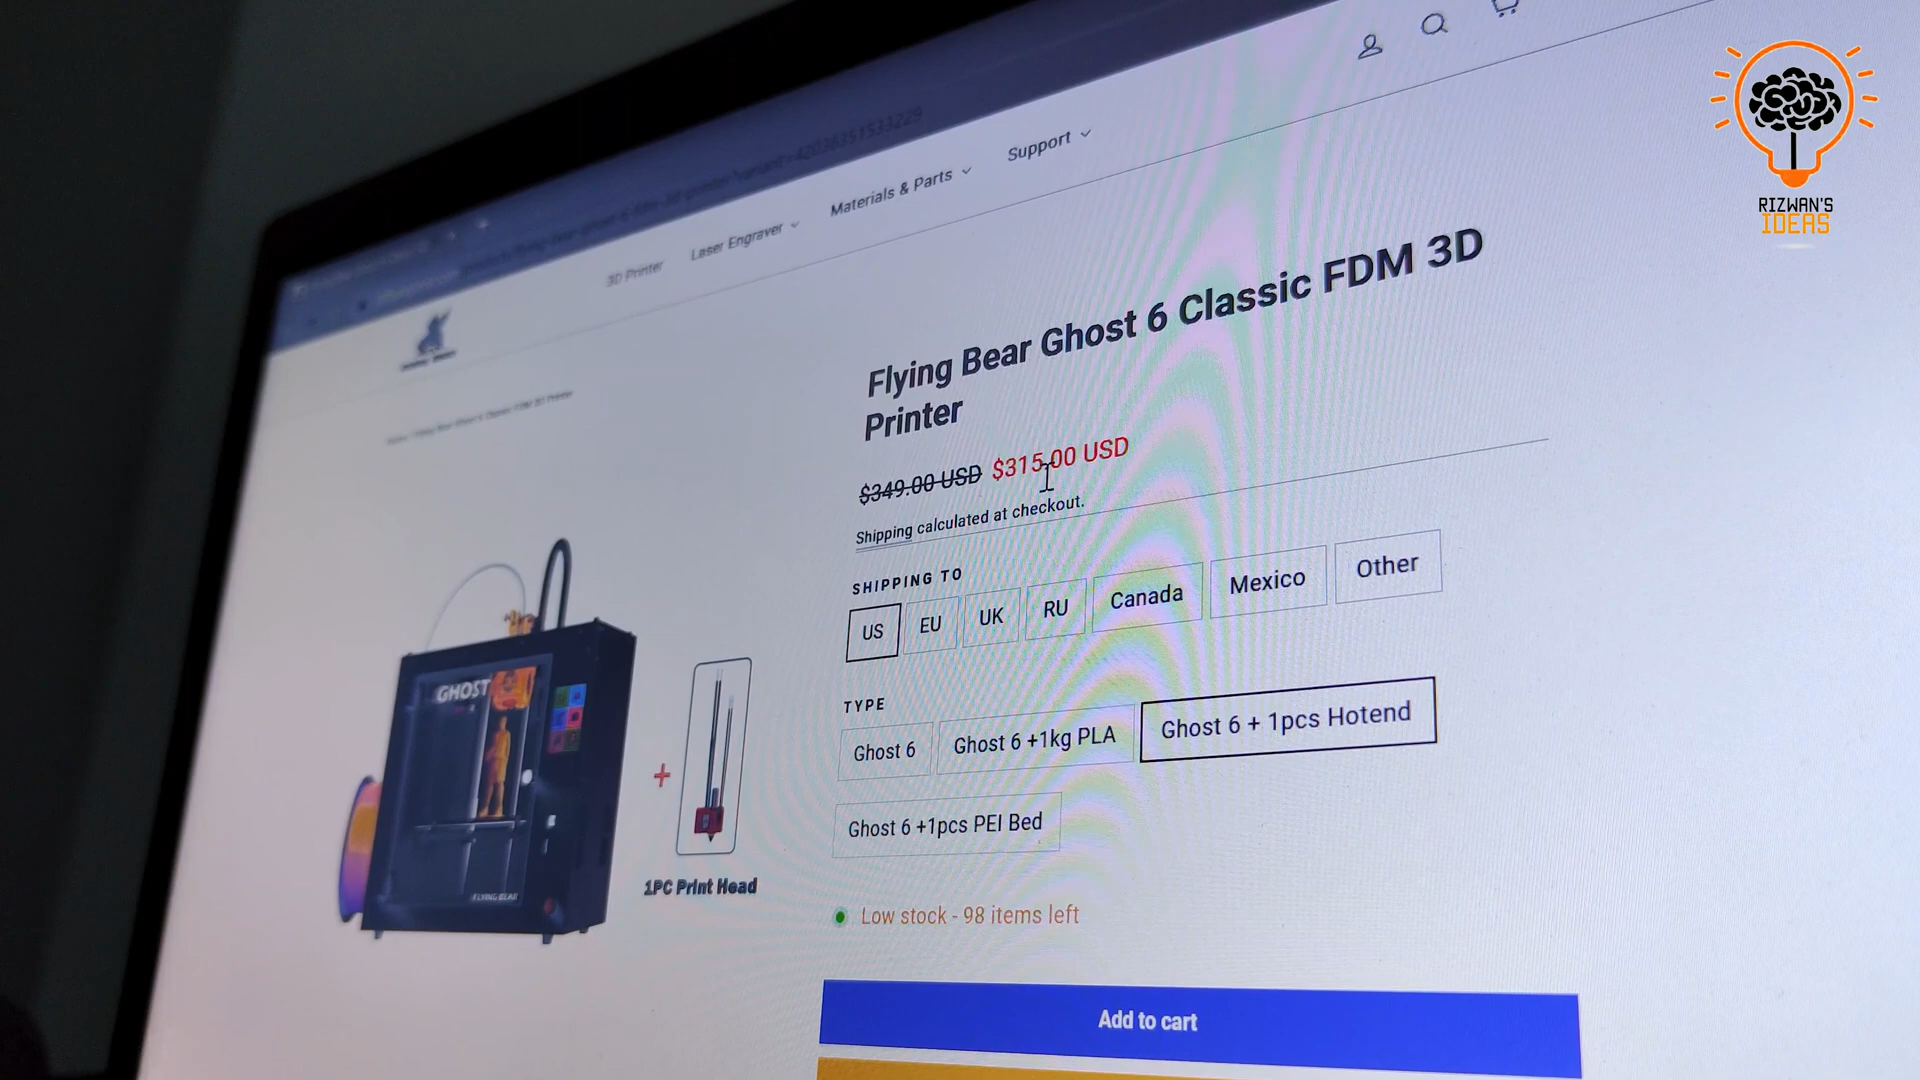 RIZWAN'S
IDEAS
3D Printer
Laser Engraver
Materials & Parts
Support
Flying Bear Ghost 6 Classic FDM 3D
Printer
$349.00 USD $315.00 USD
Shipping calculated at checkout.
SHIPPING TO
US
EU
UK
RU
Canada
Mexico
Other
TYPE
Ghost 6
Ghost 6 +1kg PLA
Ghost 6 + 1pcs Hotend
Ghost 6 +1pcs PEI Bed
GHOST
FLYING BEAR
+
1PC Print Head
Low stock - 98 items left
Add to cart